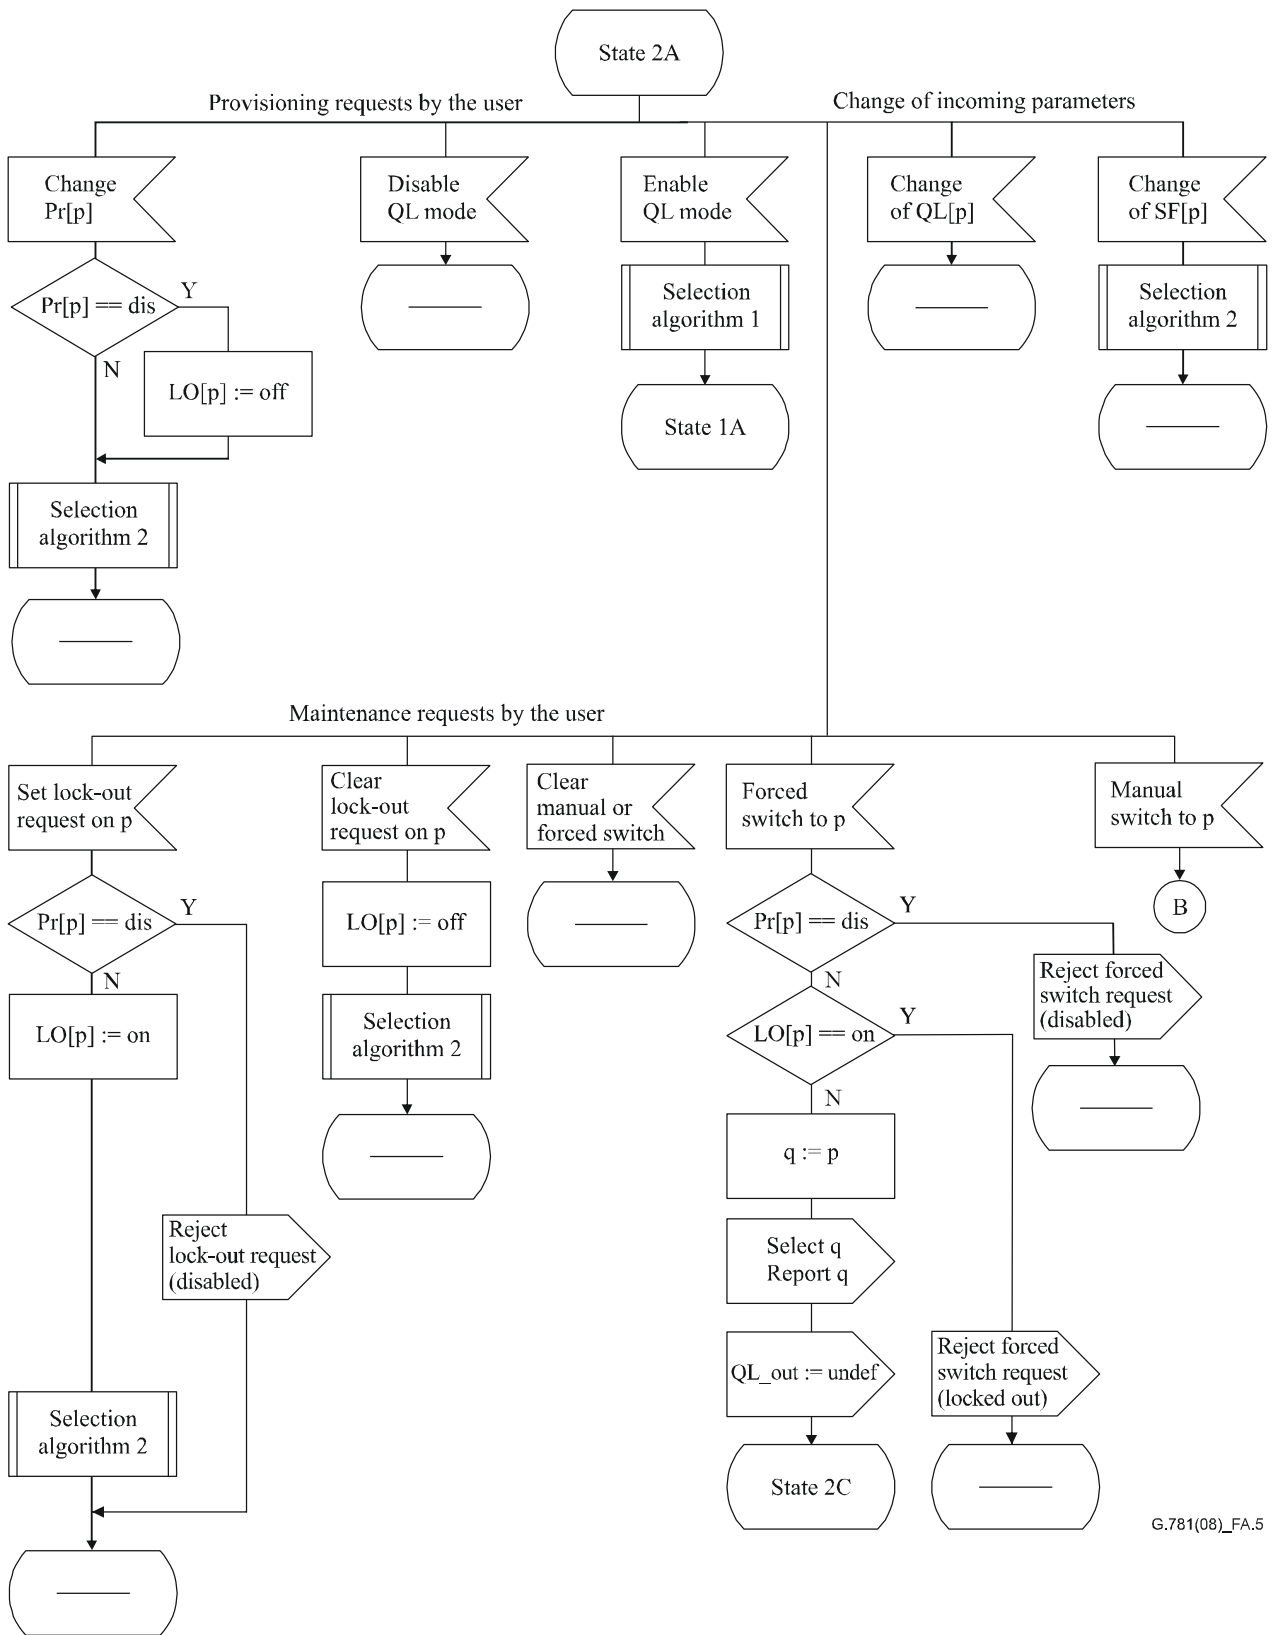 State 2A
Provisioning requests by the user
Change of incoming parameters
Change
Pr[p]
Disable
QL mode
Enable
QL mode
Change
of QL[p]
Change
of SF[p]
Pr[p] == dis
Y
N
LO[p] := off
Selection
algorithm 2
Selection
algorithm 1
State 1A
Selection
algorithm 2
Maintenance requests by the user
Set lock-out
request on p
Clear
lock-out
request on p
Clear
manual or
forced switch
Forced
switch to p
Manual
switch to p
Pr[p] == dis
Y
N
LO[p] := on
Reject
lock-out request
(disabled)
Selection
algorithm 2
LO[p] := off
Selection
algorithm 2
Pr[p] == dis
Y
N
Reject forced
switch request
(disabled)
LO[p] == on
Y
N
q := p
Select q
Report q
QL_out := undef
State 2C
Reject forced
switch request
(locked out)
B
G.781(08)_FA.5